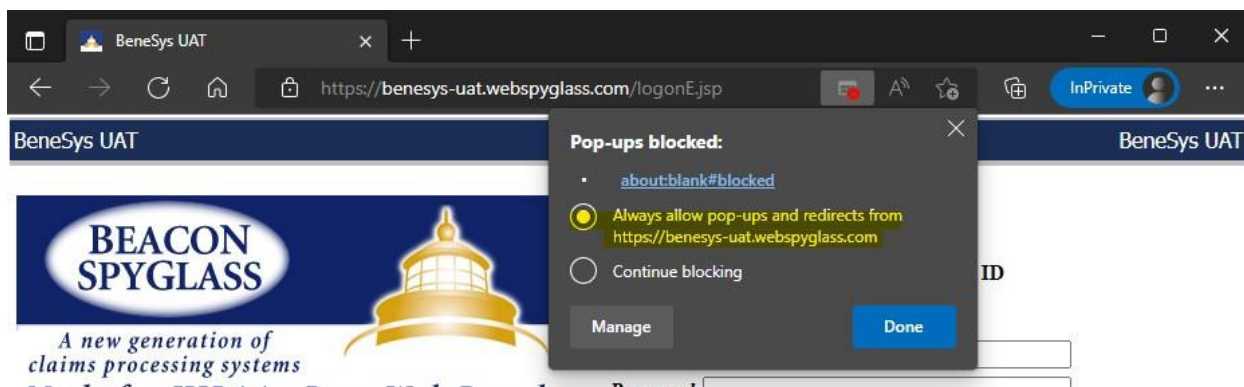 BeneSys UAT
https://benesys-uat.webspyglass.com/logonE.jsp
InPrivate
BeneSys UAT
BeneSys UAT
Pop-ups blocked:
about:blank#blocked
Always allow pop-ups and redirects from
https://benesys-uat.webspyglass.com
Continue blocking
Manage
Done
BEACON
SPYGLASS
A new generation of
claims processing systems
ID